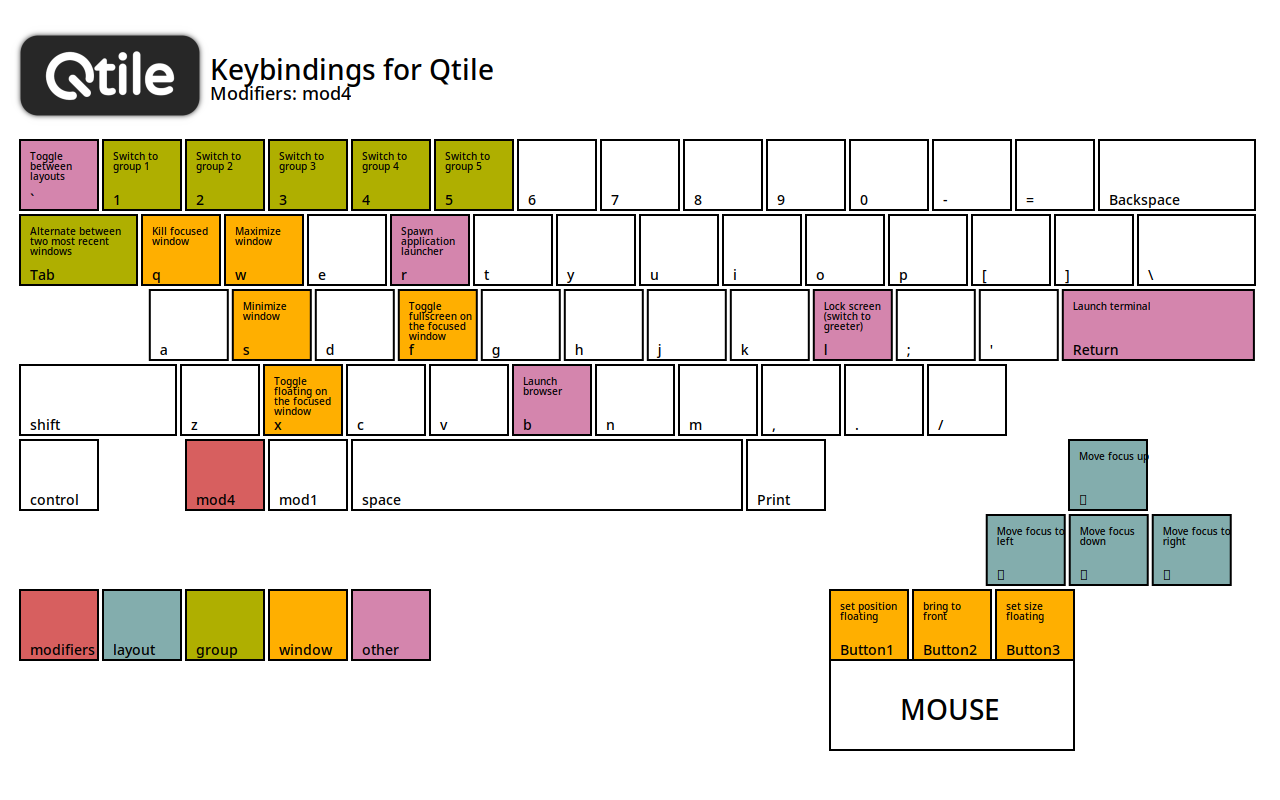 Qtile
Keybindings for Qtile
Modifiers: mod4
Toggle
between
layouts
`
Switch to
group 1
1
Switch to
group 2
2
Switch to
group 3
3
Switch to
group 4
4
Switch to
group 5
5
6
7
8
9
0
-
=
Backspace
Alternate between
two most recent
windows
Tab
Kill focused
window
q
Maximize
window
w
e
Spawn
application
launcher
r
t
y
u
i
o
p
[
]
\
a
Minimize
window
s
d
Toggle
fullscreen on
the focused
window
f
g
h
j
k
Lock screen
(switch to
greeter)
l
;
'
Launch terminal
Return
shift
z
Toggle
floating on
the focused
window
x
c
v
Launch
browser
b
n
m
,
.
/
control
mod4
mod1
space
Print
Move focus up
Move focus to
left
Move focus
down
Move focus to
right
modifiers
layout
group
window
other
set position
floating
Button1
bring to
front
Button2
set size
floating
Button3
MOUSE